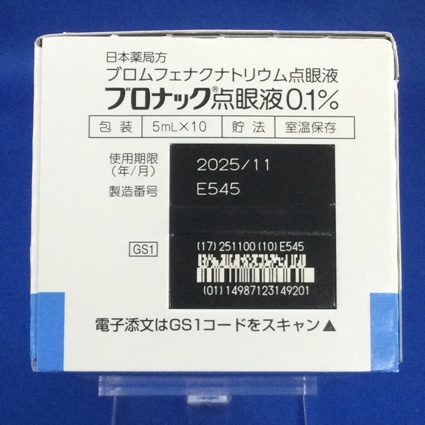 日本薬局方
ブロムフェナクナトリウム点眼液
ブロナック®点眼液0.1%
包装 5mL×10 貯法 室温保存
使用期限 2025/11
(年/月)
製造番号 E545
GS1 (17) 251100 (10) E545
(01) 14987123149201
電子添文はGS1コードをスキャン▲